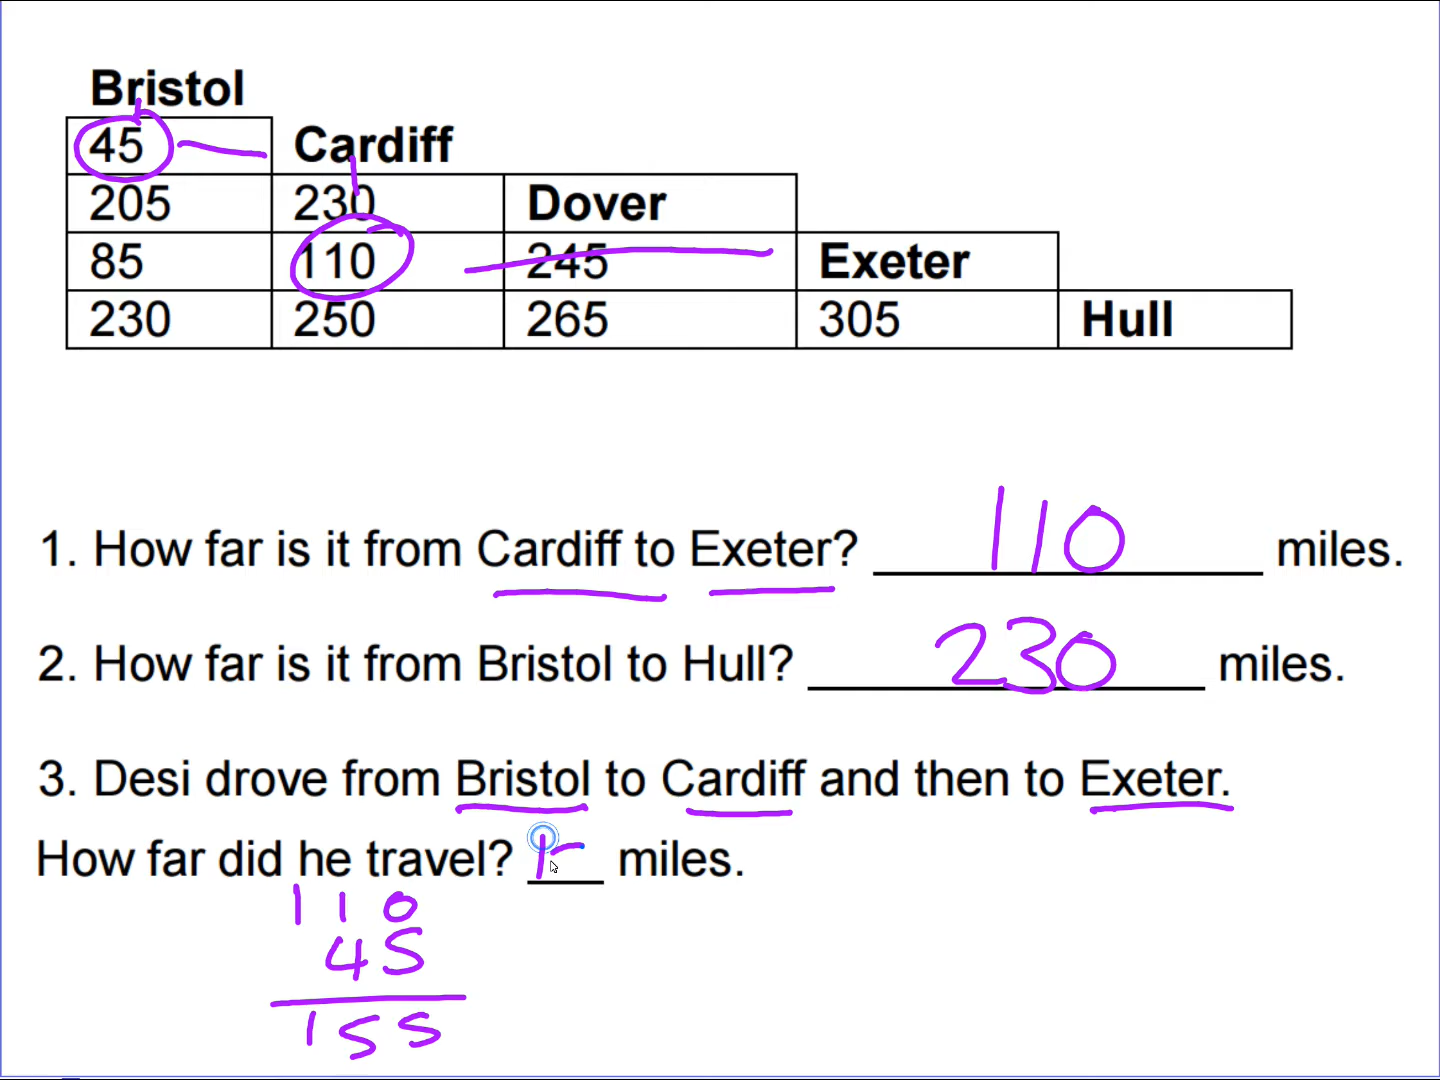 Bristol
45 Cardiff
205 230 Dover
85 110 245 Exeter
230 250 265 305 Hull
1. How far is it from Cardiff to Exeter? 110 miles.
2. How far is it from Bristol to Hull? 230 miles.
3. Desi drove from Bristol to Cardiff and then to Exeter.
How far did he travel? miles.
110
45
155